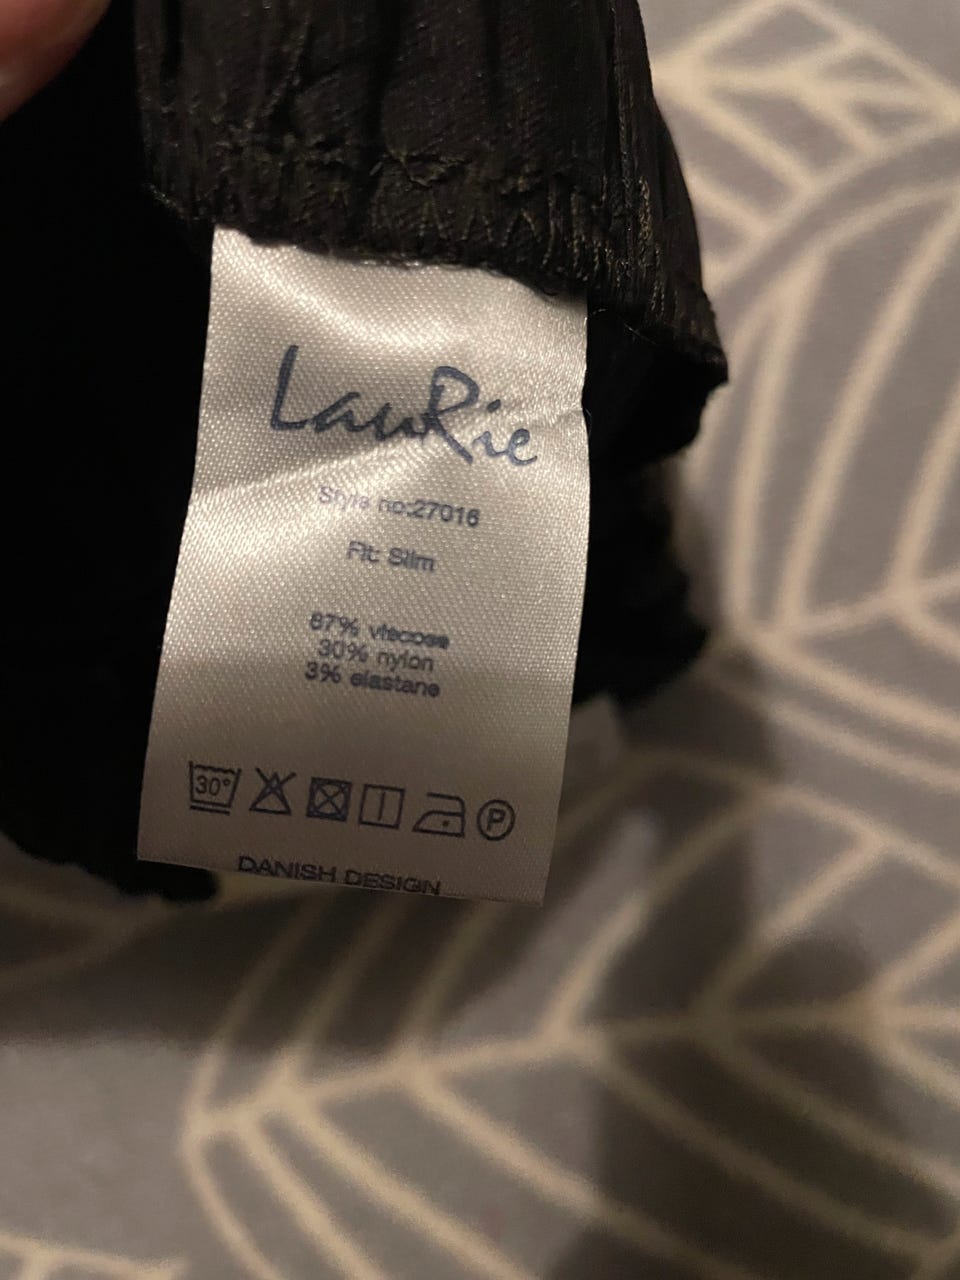 LauRie
Style no:27016
Fit: Slim
67% viscose
30% nylon
3% elastane
30°
P
DANISH DESIGN